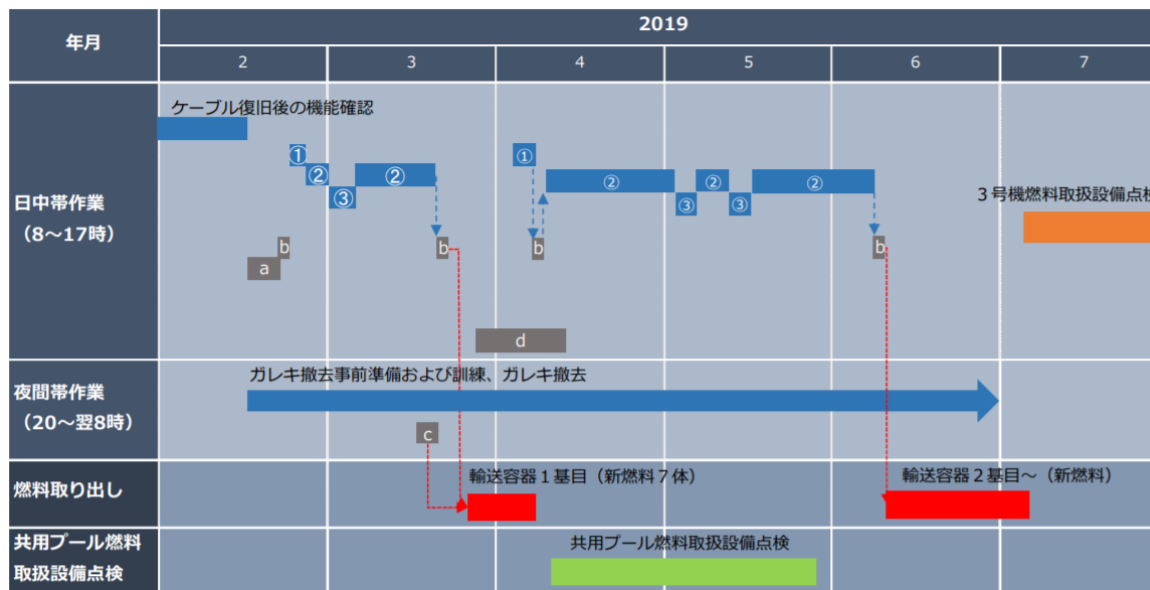 年月
2019
2
3
4
5
6
7
日中帯作業
(8～17時)
ケーブル復旧後の機能確認
①
②
③
②
b
a
b
①
②
③
②
③
②
b
b
d
3号機燃料取扱設備点検
夜間帯作業
(20～翌8時)
ガレキ撤去事前準備および訓練、ガレキ撤去
c
燃料取り出し
輸送容器1基目(新燃料7体)
輸送容器2基目～(新燃料)
共用プール燃料
取扱設備点検
共用プール燃料取扱設備点検